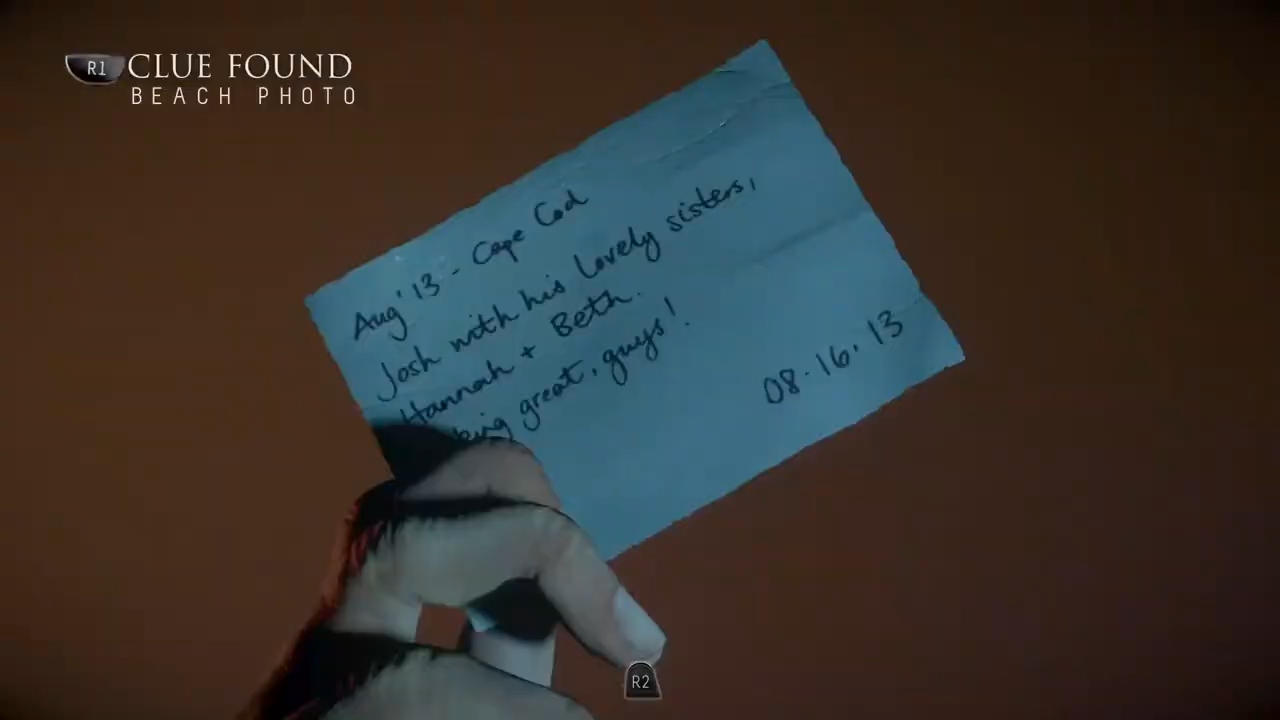 R1 CLUE FOUND
BEACH PHOTO
Aug '13 - Cape Cod
Josh with his lovely sisters,
Hannah + Beth.
great, guys!
08.16.13
R2